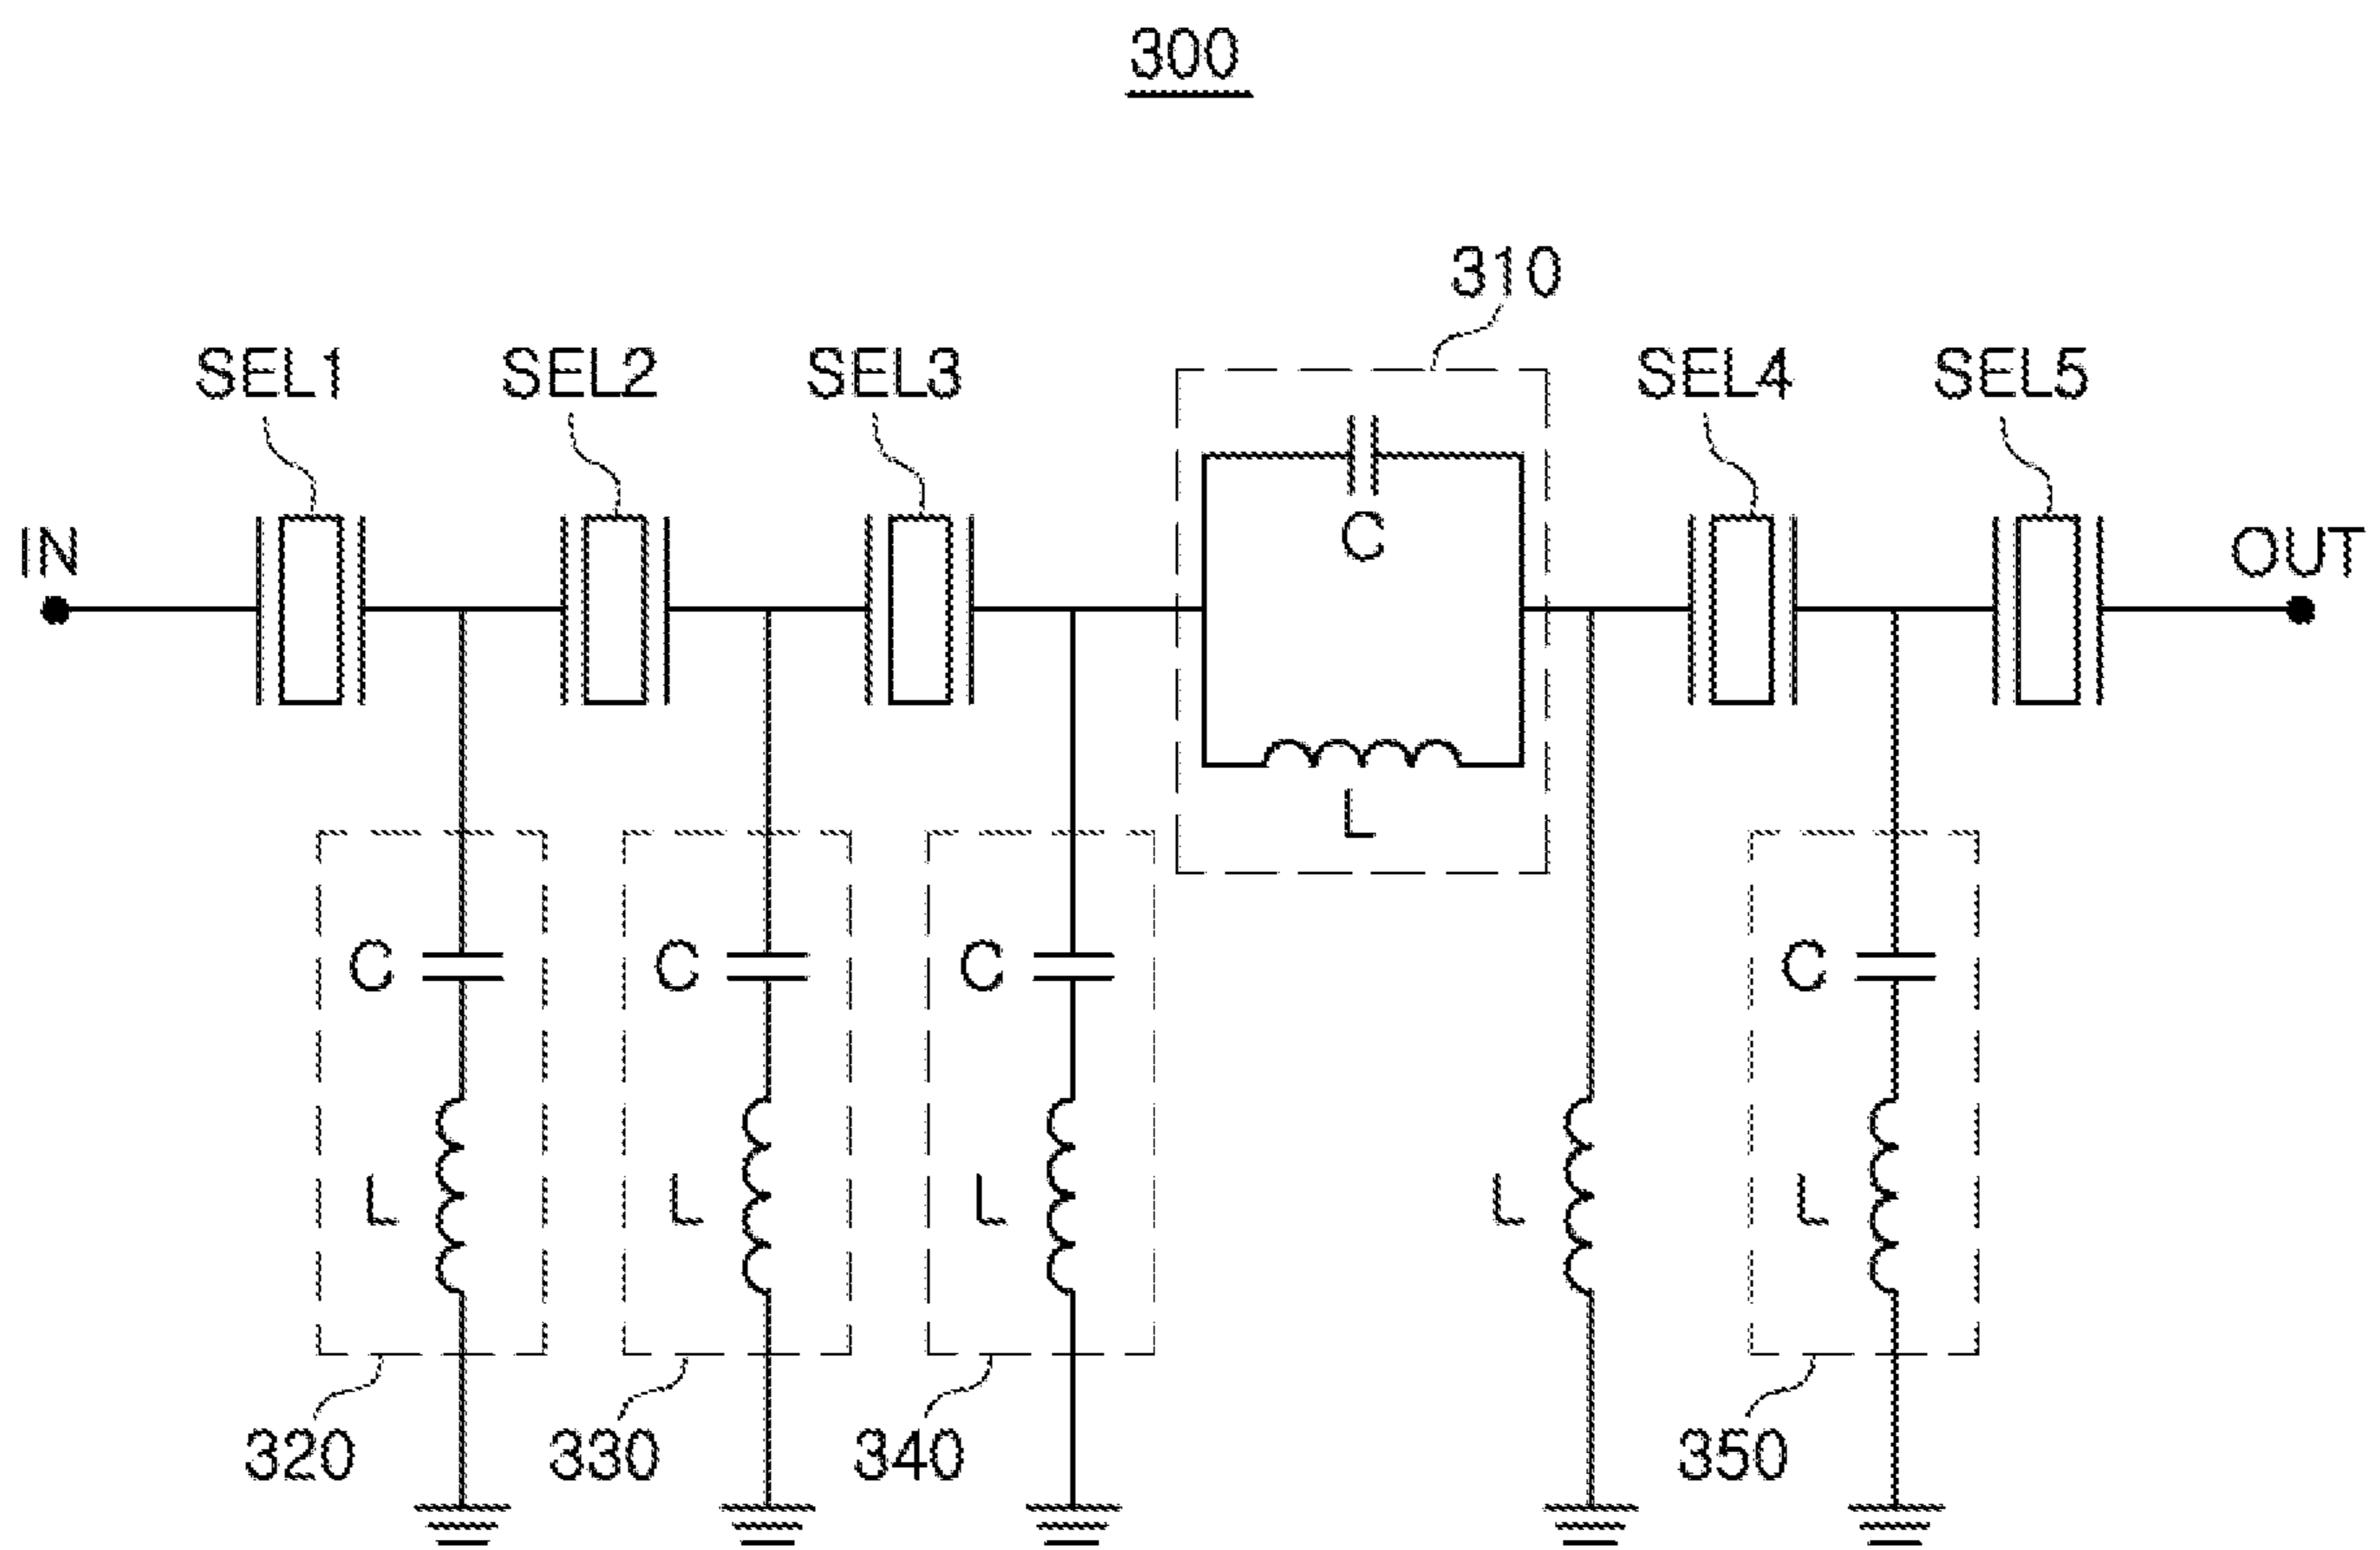 300
310
SEL1 SEL2 SEL3 SEL4 SEL5
IN OUT
C
L
C C C C
L L L L L
320 330 340 350